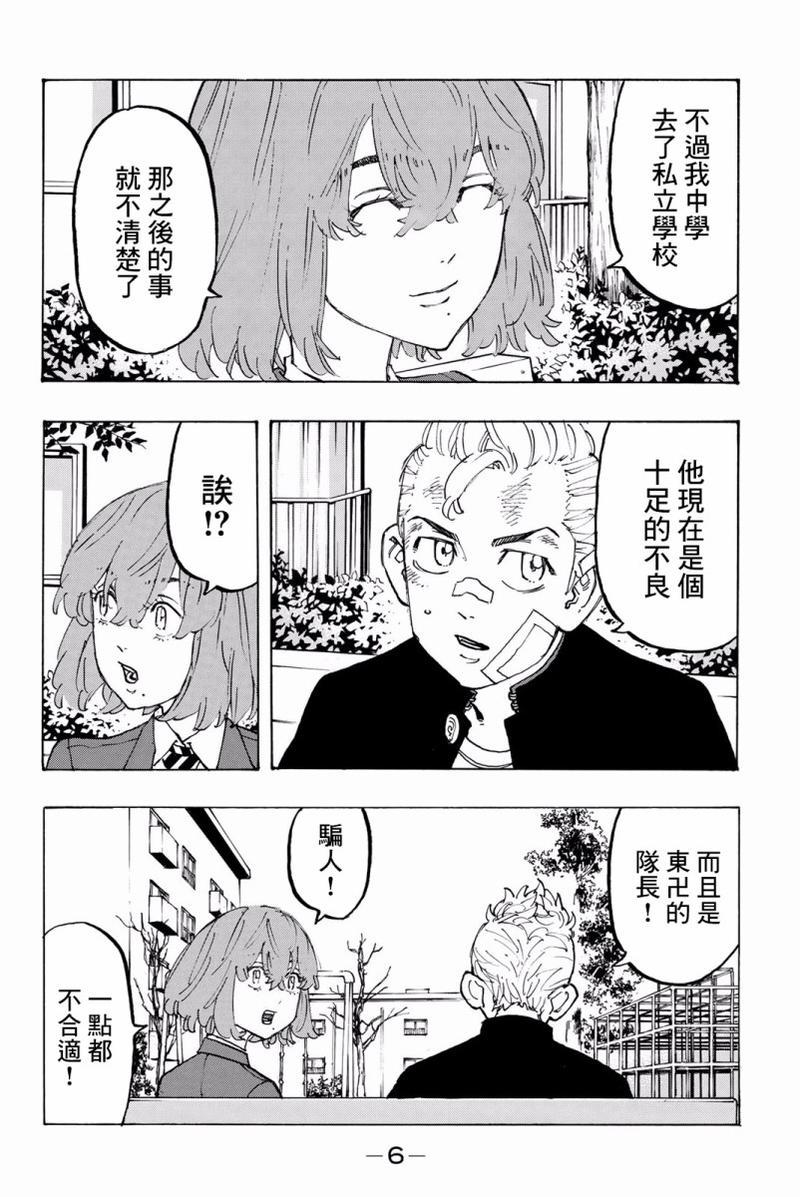 不過我中學
去了私立學校
那之後的事
就不清楚了
他現在是個
十足的不良
誒!?
而且是
東卍的
隊長！
騙人！
一點都
不合適！
—6—